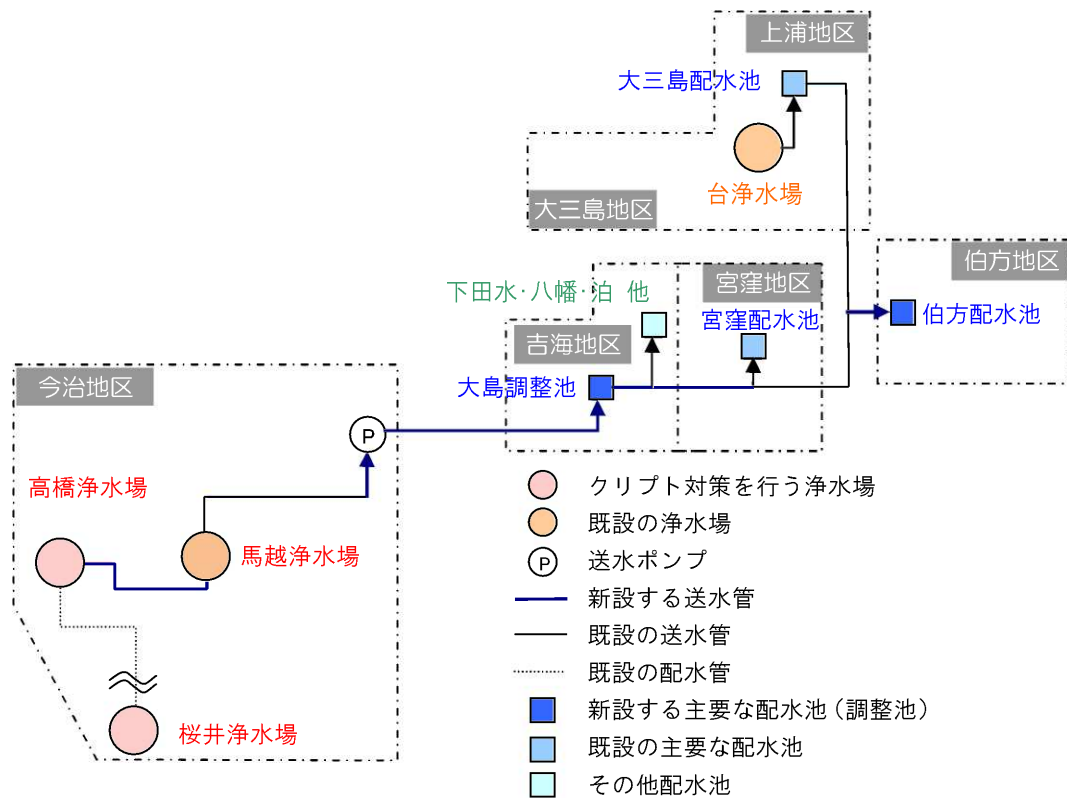 上浦地区
大三島配水池
台浄水場
大三島地区
伯方地区
下田水・八幡・泊 他
宮窪地区
宮窪配水池
伯方配水池
吉海地区
大島調整池
今治地区
P
高橋浄水場
馬越浄水場
桜井浄水場
クリプト対策を行う浄水場
既設の浄水場
P 送水ポンプ
新設する送水管
既設の送水管
既設の配水管
新設する主要な配水池（調整池）
既設の主要な配水池
その他配水池